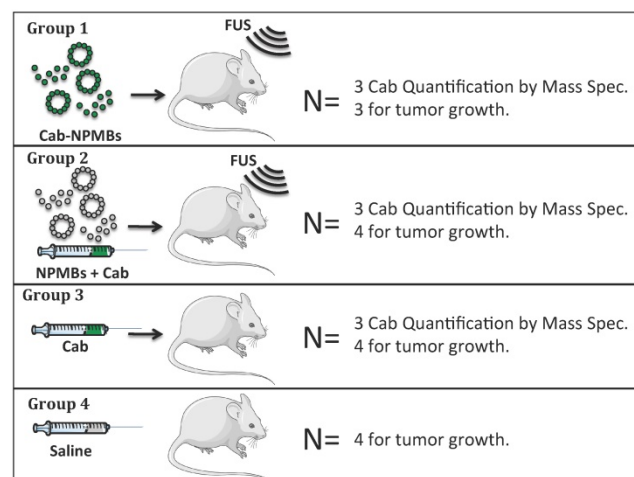 Group 1
FUS
N= 3 Cab Quantification by Mass Spec.
3 for tumor growth.
Cab-NPMBs
Group 2
FUS
N= 3 Cab Quantification by Mass Spec.
4 for tumor growth.
NPMBs + Cab
Group 3
N= 3 Cab Quantification by Mass Spec.
4 for tumor growth.
Cab
Group 4
N= 4 for tumor growth.
Saline